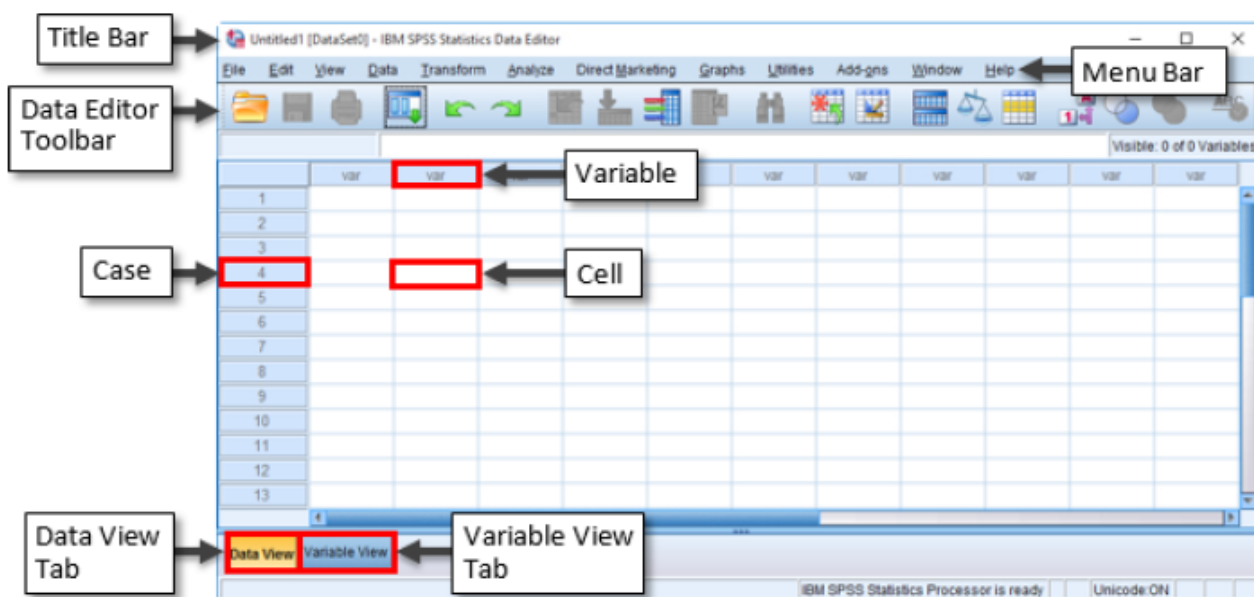 Title Bar
Untitled1 [DataSet0] - IBM SPSS Statistics Data Editor
File Edit View Data Transform Analyze Direct Marketing Graphs Utilities Add-ons Window Help
Menu Bar
Data Editor
Toolbar
Visible: 0 of 0 Variables
var var var var var var var var
Variable
1
2
3
Case
4
Cell
5
6
7
8
9
10
11
12
13
Data View
Tab
Data View Variable View
Variable View
Tab
IBM SPSS Statistics Processor is ready Unicode:ON